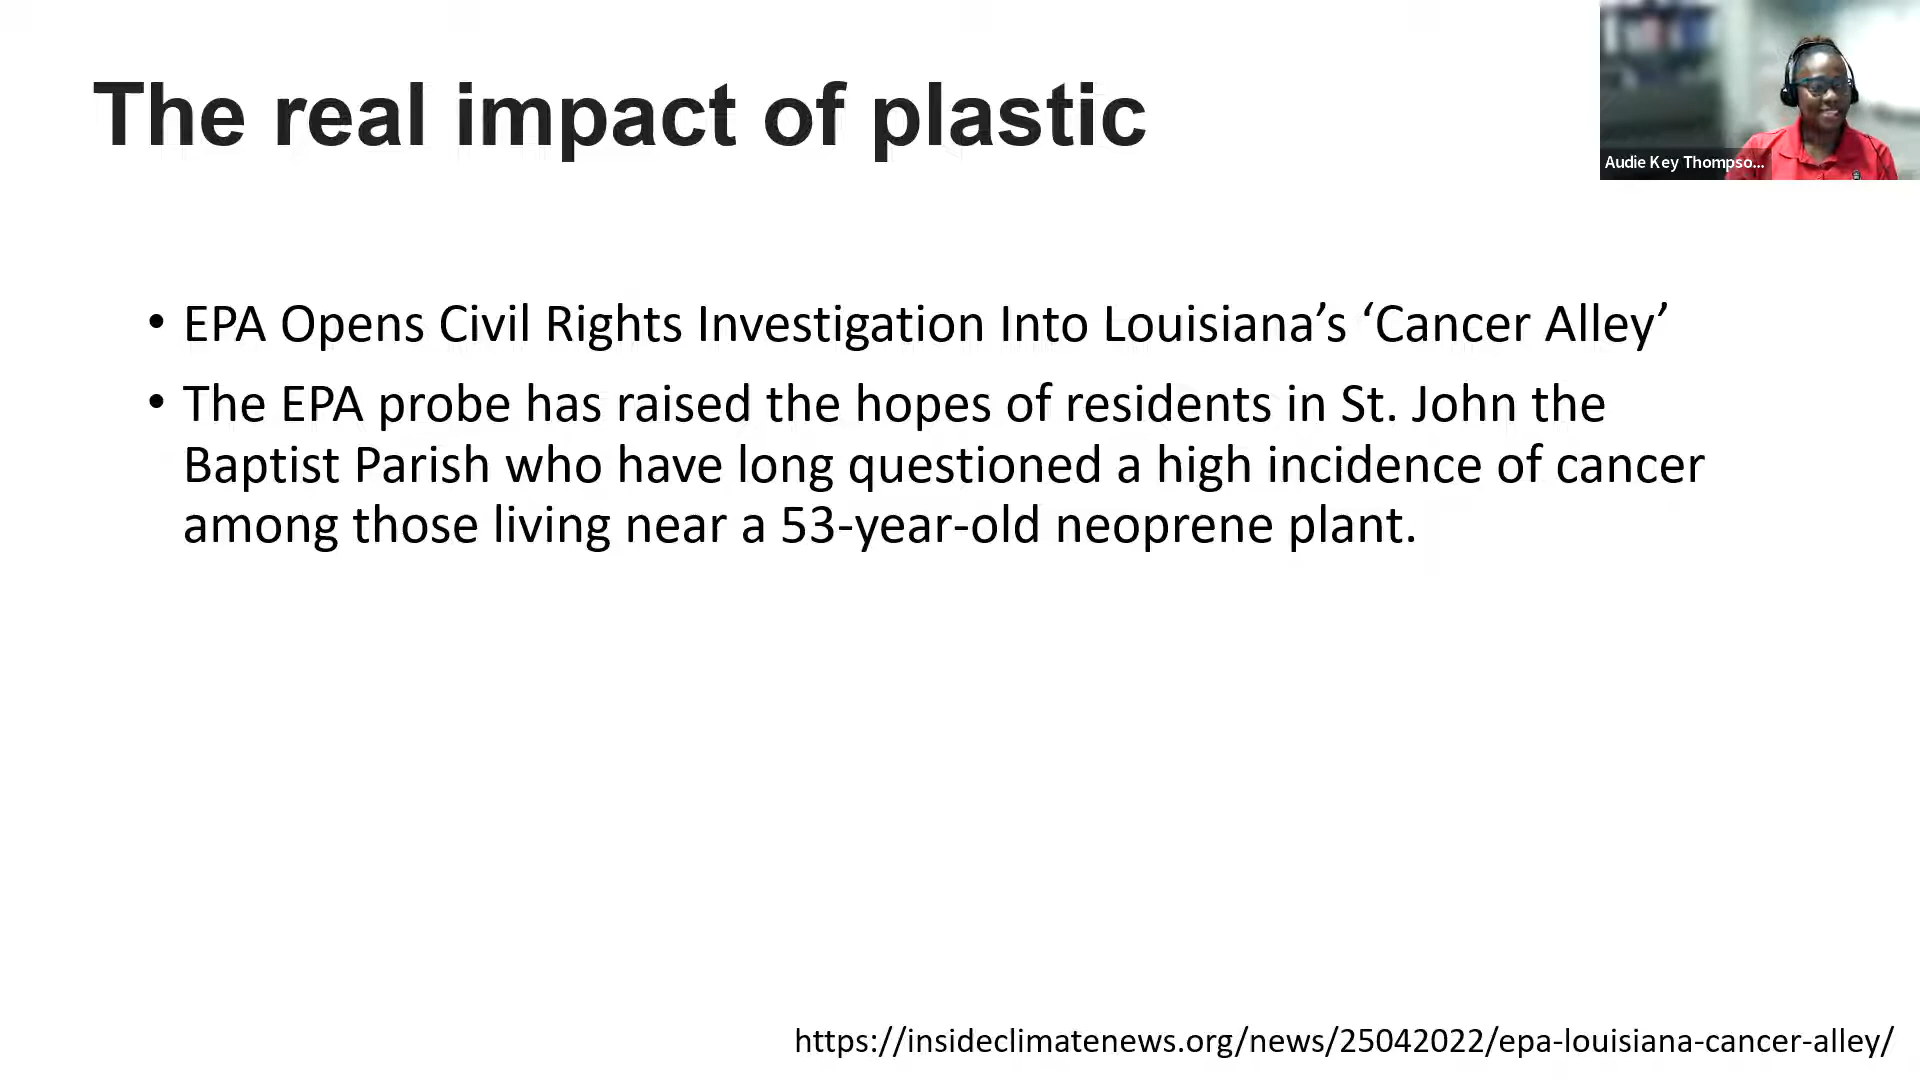 The real impact of plastic
Audie Key Thompso...
• EPA Opens Civil Rights Investigation Into Louisiana’s ‘Cancer Alley’
• The EPA probe has raised the hopes of residents in St. John the
Baptist Parish who have long questioned a high incidence of cancer
among those living near a 53-year-old neoprene plant.
https://insideclimatenews.org/news/25042022/epa-louisiana-cancer-alley/